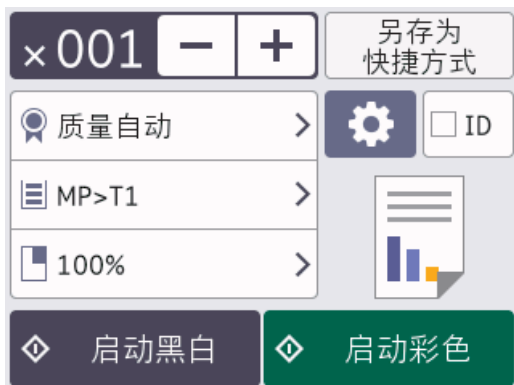 ×001 − +
另存为
快捷方式
质量自动
ID
MP>T1
100%
启动黑白
启动彩色